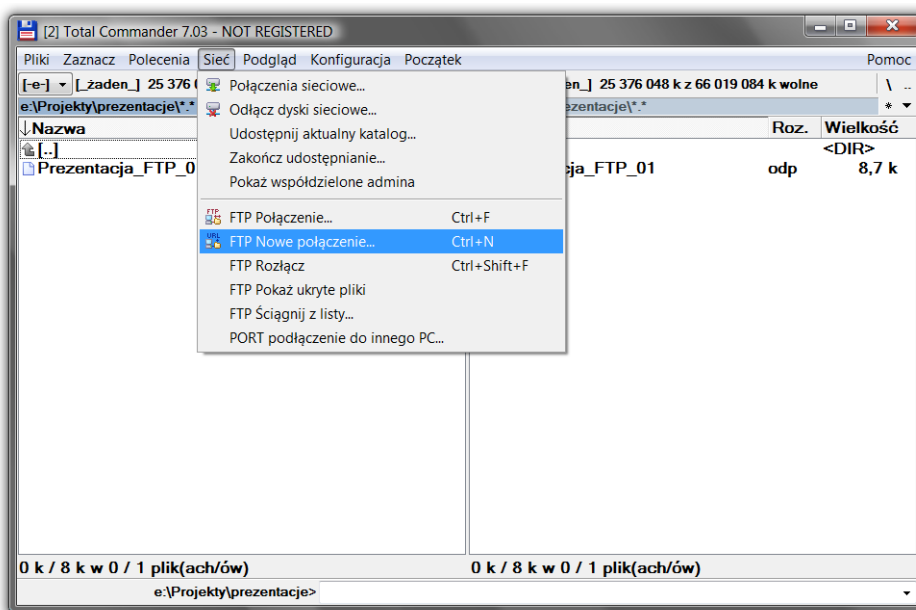 [2] Total Commander 7.03 - NOT REGISTERED
Pliki Zaznacz Polecenia Sieć Podgląd Konfiguracja Początek Pomoc
[-e-] [_żaden_] 25 376 en_] 25 376 048 k z 66 019 084 k wolne \ ..
e:\Projekty\prezentacje\*.* ezentacje\*.* * ▼
↓Nazwa Roz. Wielkość
[..] <DIR>
Prezentacja_FTP_0 cja_FTP_01 odp 8,7 k
Połączenia sieciowe...
Odłącz dyski sieciowe...
Udostępnij aktualny katalog...
Zakończ udostępnianie...
Pokaż współdzielone admina
FTP Połączenie... Ctrl+F
FTP Nowe połączenie... Ctrl+N
FTP Rozłącz Ctrl+Shift+F
FTP Pokaż ukryte pliki
FTP Ściągnij z listy...
PORT podłączenie do innego PC...
0 k / 8 k w 0 / 1 plik(ach/ów) 0 k / 8 k w 0 / 1 plik(ach/ów)
e:\Projekty\prezentacje>